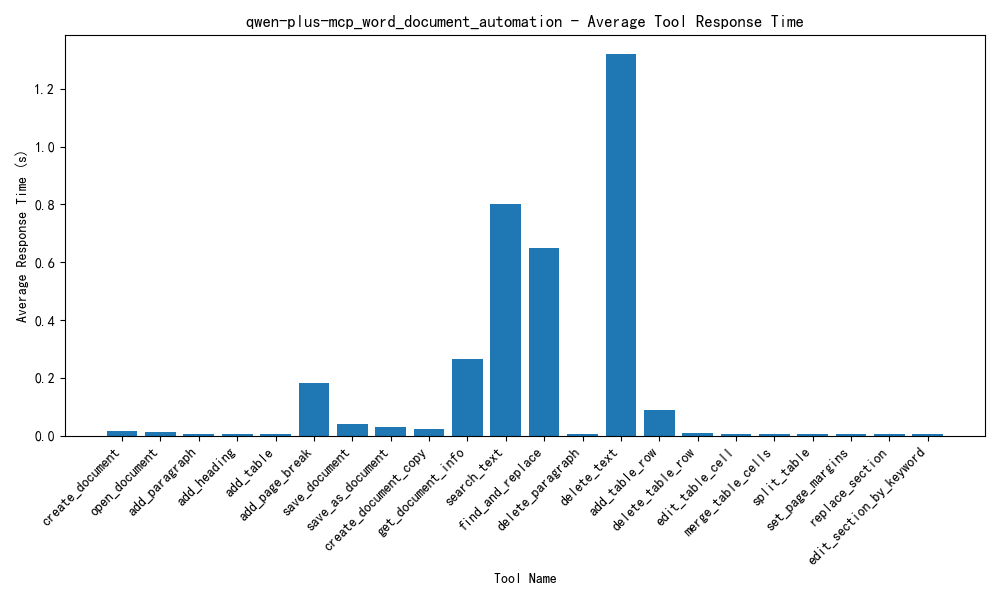 qwen-plus-mcp_word_document_automation - Average Tool Response Time
Average Response Time (s)
1.2
1.0
0.8
0.6
0.4
0.2
0.0
create_document
open_document
add_paragraph
add_heading
add_table
add_page_break
save_document
save_as_document
create_document_copy
get_document_info
search_text
find_and_replace
delete_paragraph
delete_text
add_table_row
delete_table_row
edit_table_cell
merge_table_cells
split_table
set_page_margins
replace_section
edit_section_by_keyword
Tool Name